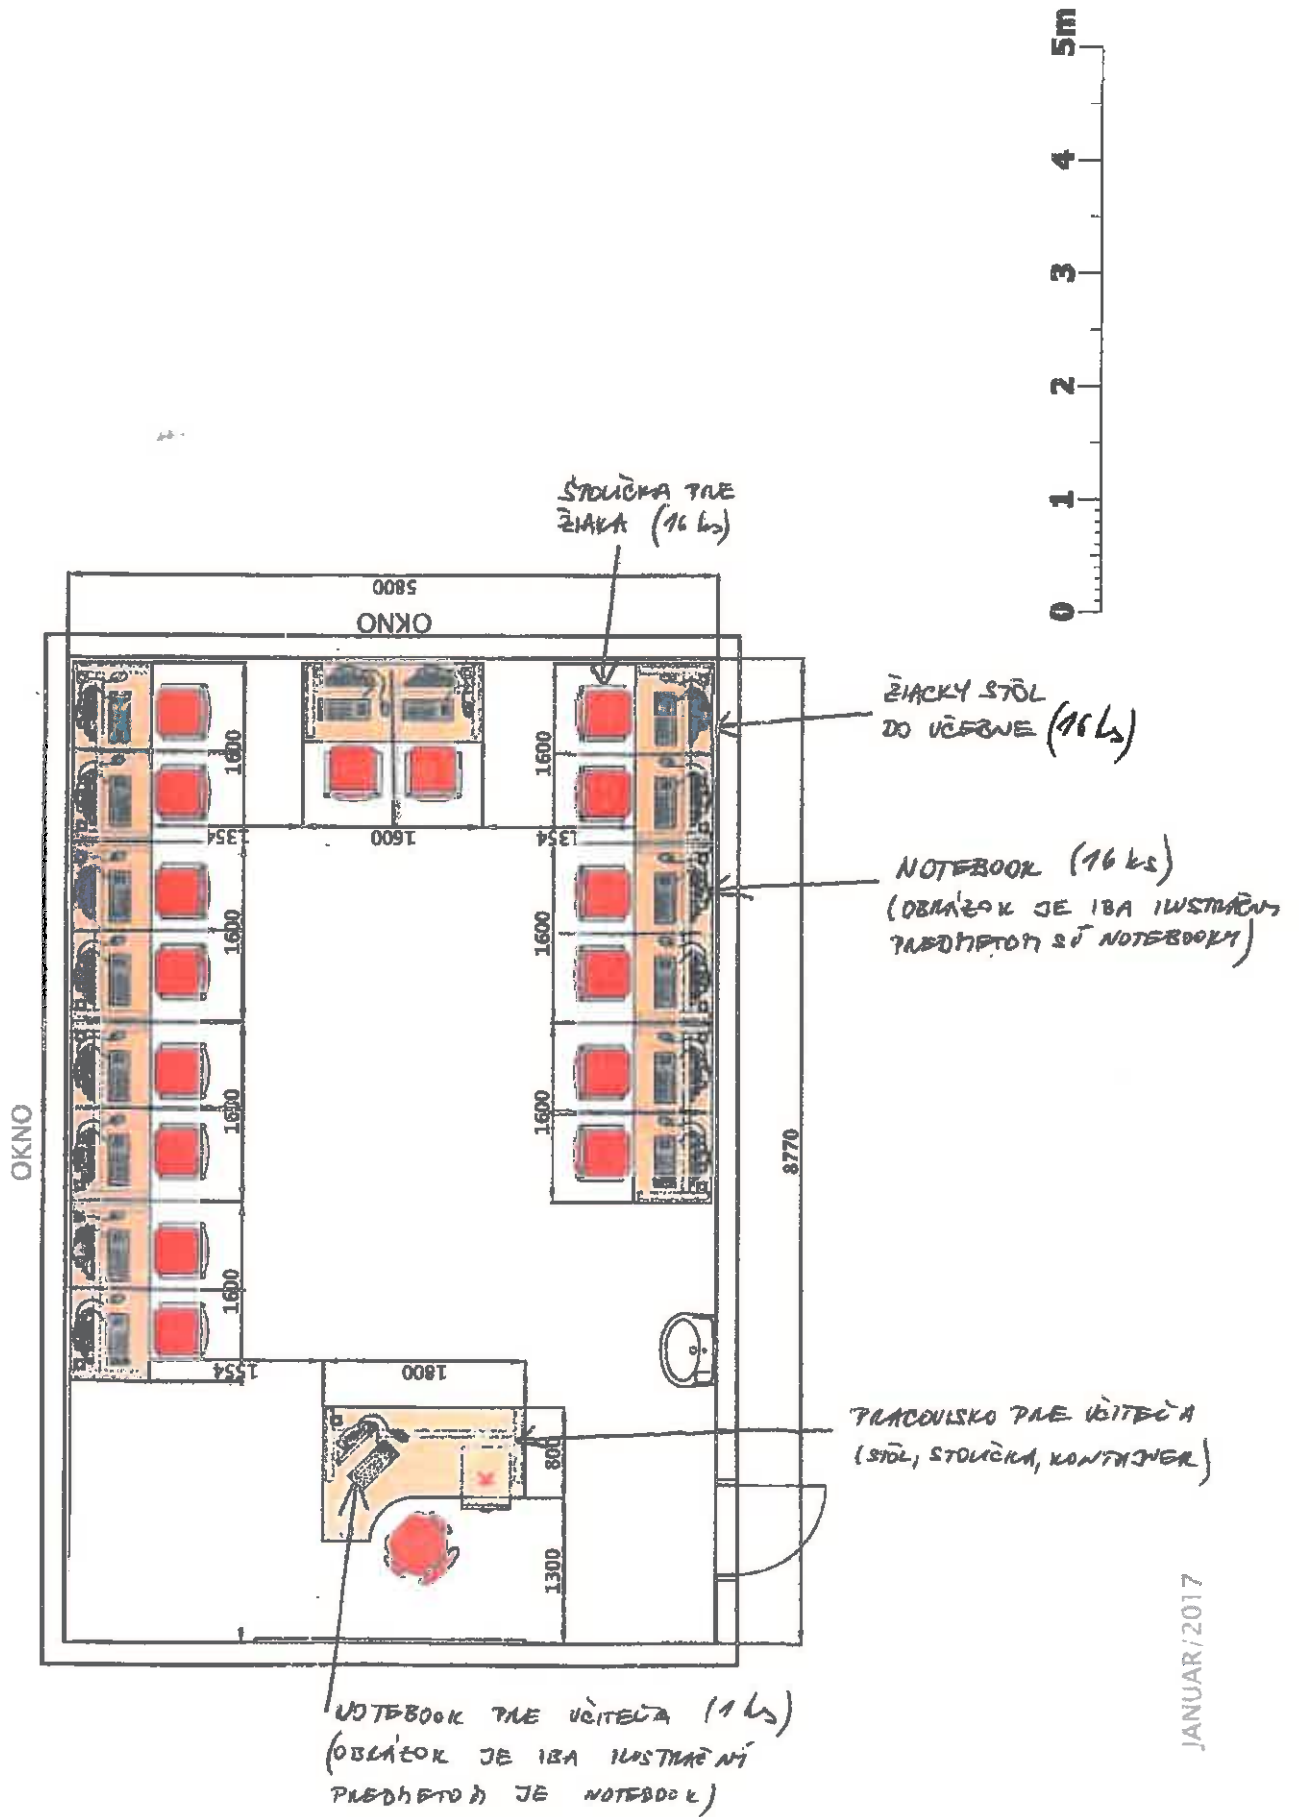 5m
4
3
2
1
0
STOLIČKA PRE
ŽIAKA (16 ks)
5800
OKNO
OKNO
ŽIACKY STÔL
DO UČEBNE (16 ks)
NOTEBOOK (16 ks)
(OBRÁZOK JE IBA ILUSTRAČNÝ
PREDMETOM SÚ NOTEBOOKY)
1600
1600
1354
1600
1354
1600
1600
1600
1600
1600
8770
1554
1800
800
1300
PRACOVISKO PRE UČITEĽA
(STÔL, STOLIČKA, KONTAJNER)
NOTEBOOK PRE UČITEĽA (1 ks)
(OBRÁZOK JE IBA ILUSTRAČNÝ
PREDMETOM JE NOTEBOOK)
JANUAR/2017